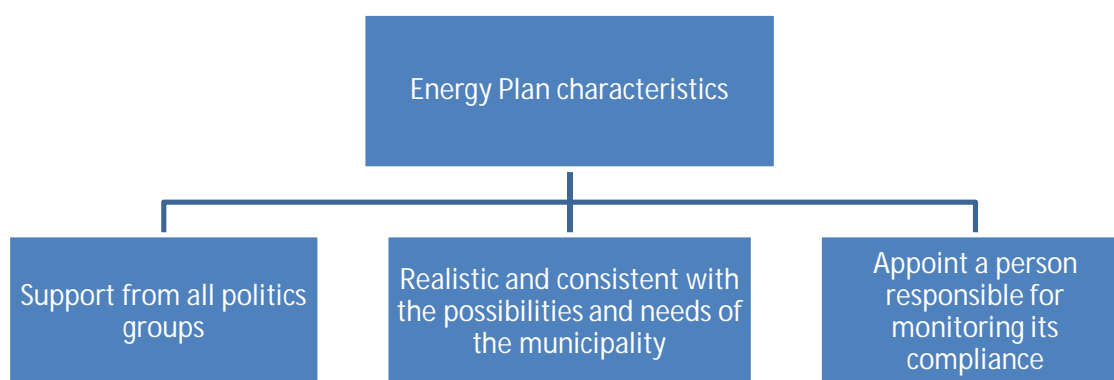 Energy Plan characteristics
Support from all politics
groups
Realistic and consistent with
the possibilities and needs of
the municipality
Appoint a person
responsible for
monitoring its
compliance